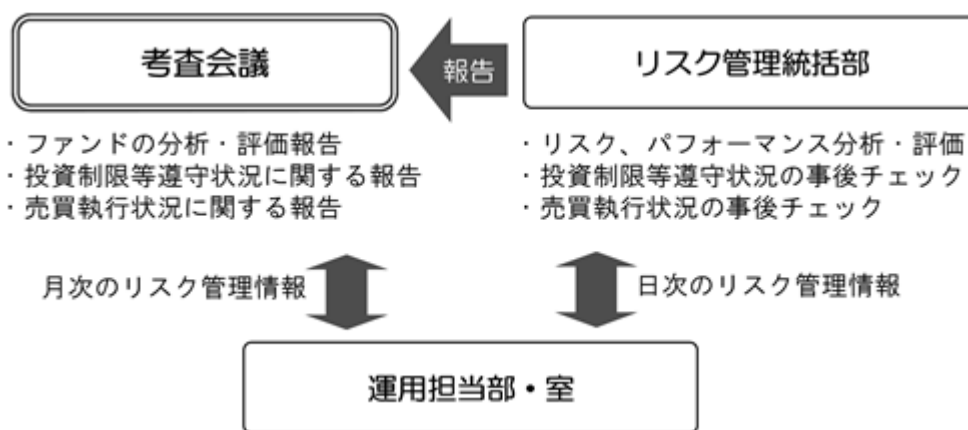 考査会議
報告
リスク管理統括部
・ファンドの分析・評価報告
・投資制限等遵守状況に関する報告
・売買執行状況に関する報告
・リスク、パフォーマンス分析・評価
・投資制限等遵守状況の事後チェック
・売買執行状況の事後チェック
月次のリスク管理情報
日次のリスク管理情報
運用担当部・室